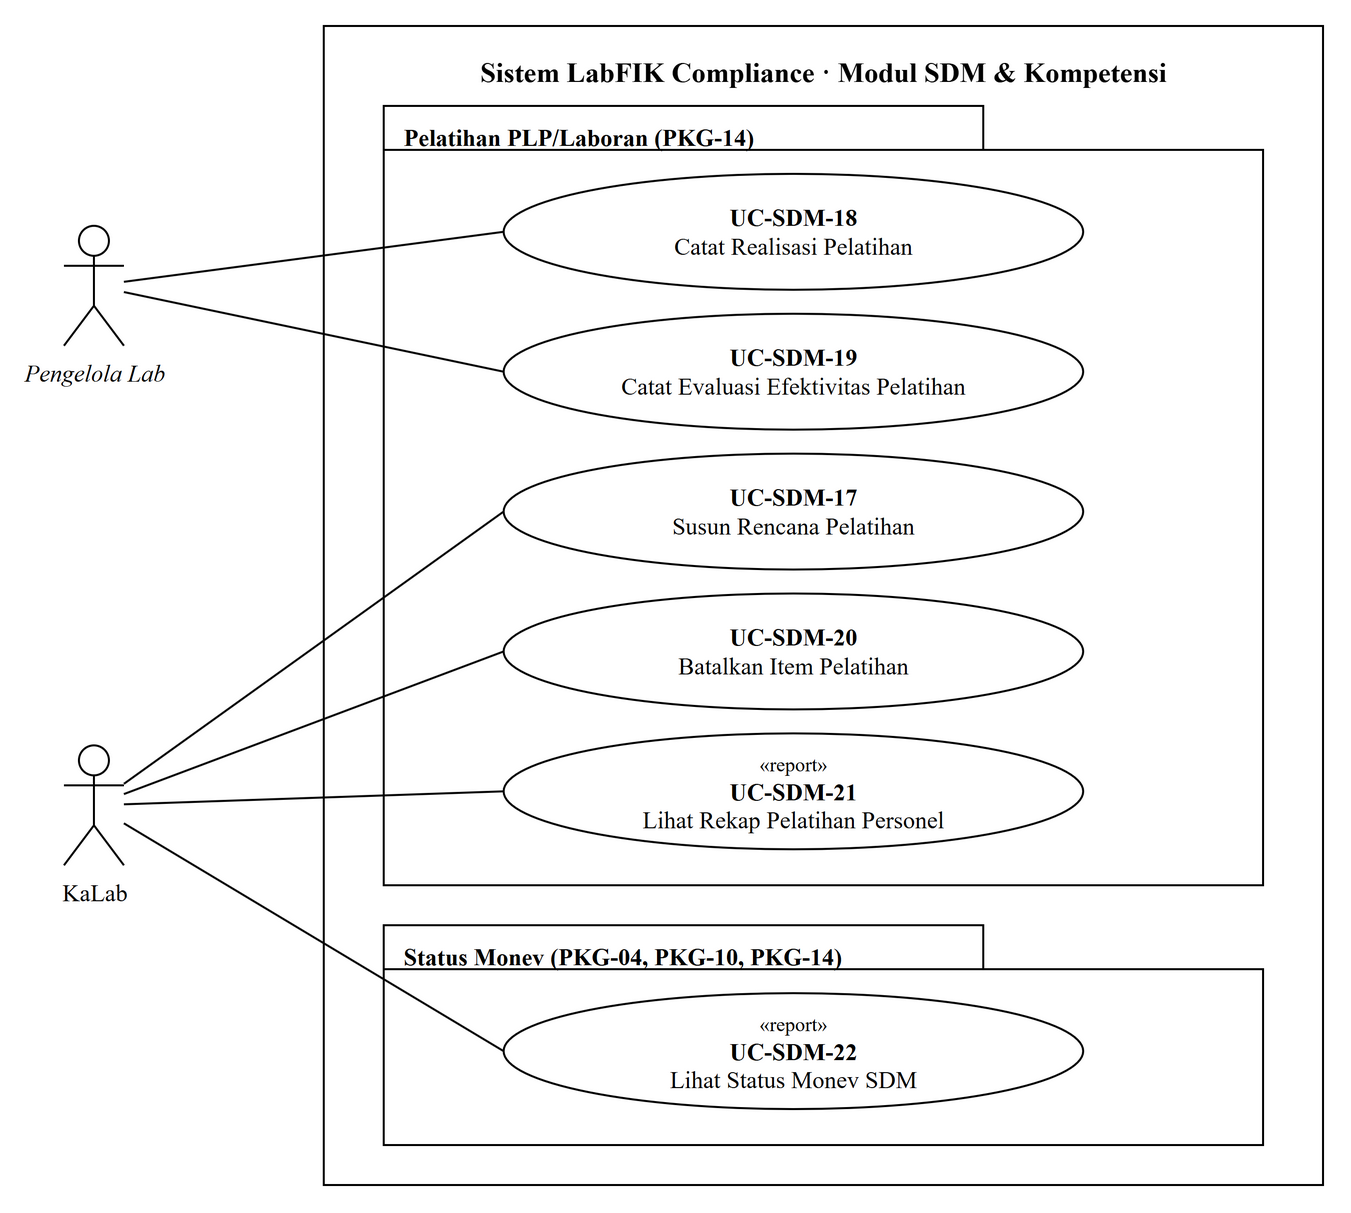 Sistem LabFIK Compliance · Modul SDM & Kompetensi
Pelatihan PLP/Laboran (PKG-14)
UC-SDM-18
Catat Realisasi Pelatihan
UC-SDM-19
Catat Evaluasi Efektivitas Pelatihan
Pengelola Lab
UC-SDM-17
Susun Rencana Pelatihan
UC-SDM-20
Batalkan Item Pelatihan
«report»
UC-SDM-21
Lihat Rekap Pelatihan Personel
KaLab
Status Monev (PKG-04, PKG-10, PKG-14)
«report»
UC-SDM-22
Lihat Status Monev SDM